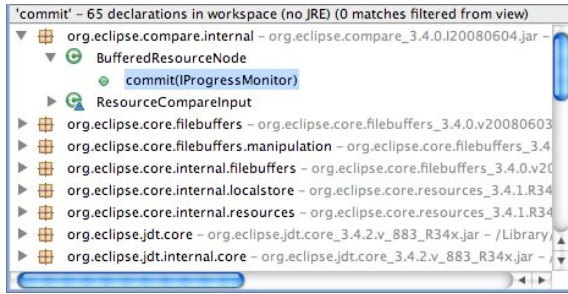 'commit' – 65 declarations in workspace (no JRE) (0 matches filtered from view)
org.eclipse.compare.internal – org.eclipse.compare_3.4.0.I20080604.jar –
BufferedResourceNode
commit(IProgressMonitor)
ResourceCompareInput
org.eclipse.core.filebuffers – org.eclipse.core.filebuffers_3.4.0.v20080603
org.eclipse.core.filebuffers.manipulation – org.eclipse.core.filebuffers_3.4
org.eclipse.core.internal.filebuffers – org.eclipse.core.filebuffers_3.4.0.v20
org.eclipse.core.internal.localstore – org.eclipse.core.resources_3.4.1.R34
org.eclipse.core.internal.resources – org.eclipse.core.resources_3.4.1.R34
org.eclipse.jdt.core – org.eclipse.jdt.core_3.4.2.v_883_R34x.jar – /Library/
org.eclipse.jdt.internal.core – org.eclipse.jdt.core_3.4.2.v_883_R34x.jar – /